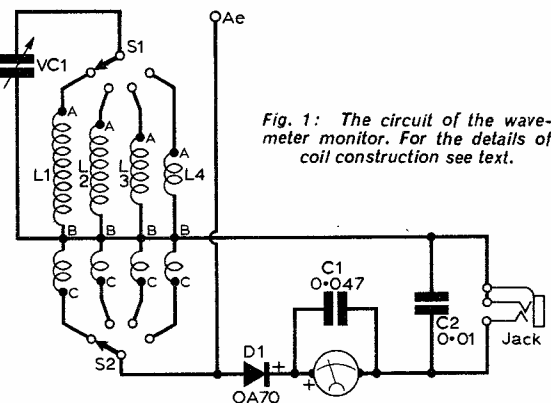 Ae
S1
VC1
A
A
A
A
L1
L2
L3
L4
B
B
B
B
C
C
C
C
S2
Fig. 1: The circuit of the wave-
meter monitor. For the details of
coil construction see text.
C1
0·047
C2
0·01
Jack
D1
+
+
OA70